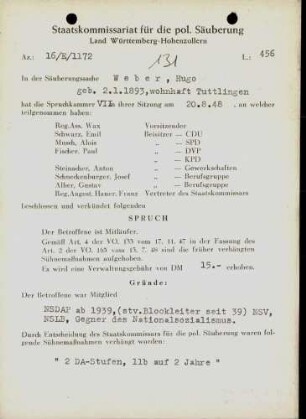 Staatskommissariat für die pol. Säuberung
Land Württemberg-Hohenzollern
Az.: 16/E/1172 131 L.: 456
In der Säuberungssache Weber, Hugo
geb. 2.1.1893, wohnhaft Tuttlingen
hat die Spruchkammer VII in ihrer Sitzung am 20.8.48 , an welcher
teilgenommen haben:
Reg.Ass. Wax Vorsitzender
Schwarz, Emil Beisitzer – CDU
Musch, Alois „ – SPD
Fischer, Paul „ – DVP
„ – KPD
Steinacher, Anton „ – Gewerkschaften
Schneckenburger, Josef „ – Berufsgruppe
Alber, Gustav „ – Berufsgruppe
Reg.Angest. Hauer, Franz Vertreter des Staatskommissars
beschlossen und verkündet folgenden
SPRUCH
Der Betroffene ist Mitläufer.
Gemäß Art. 4 der VO. 133 vom 17. 11. 47 in der Fassung des
Art. 2 der VO. 165 vom 13. 7. 48 sind die früher verhängten
Sühnemaßnahmen aufgehoben.
Es wird eine Verwaltungsgebühr von DM 15.- erhoben.
Gründe:
Der Betroffene war Mitglied
NSDAP ab 1939,(stv.Blockleiter seit 39) NSV,
NSLB, Gegner des Nationalsozialismus.
Durch Entscheidung des Staatskommissars für die pol. Säuberung waren fol-
gende Sühnemaßnahmen verhängt worden:
" 2 DA-Stufen, 11b auf 2 Jahre "